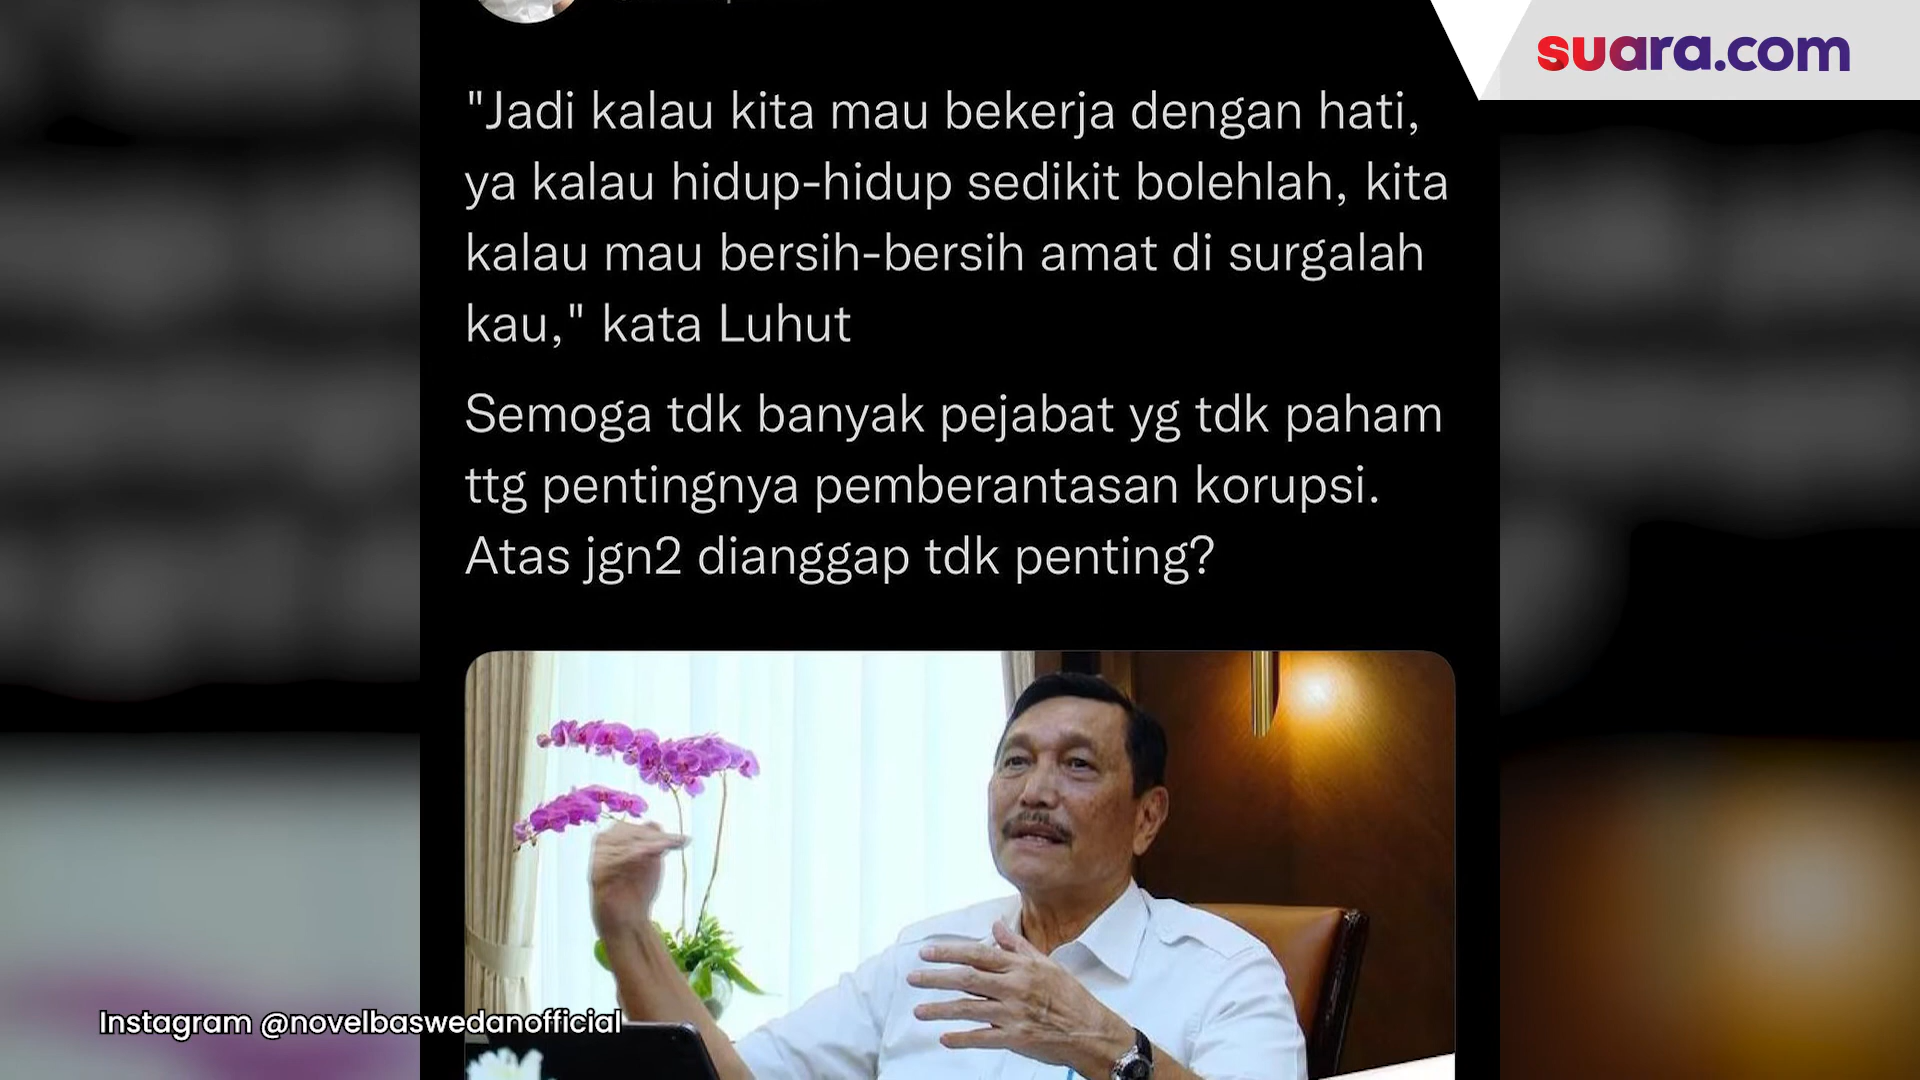 suara.com
"Jadi kalau kita mau bekerja dengan hati,
ya kalau hidup-hidup sedikit bolehlah, kita
kalau mau bersih-bersih amat di surgalah
kau," kata Luhut
Semoga tdk banyak pejabat yg tdk paham
ttg pentingnya pemberantasan korupsi.
Atas jgn2 dianggap tdk penting?
Instagram @novelbaswedanofficial